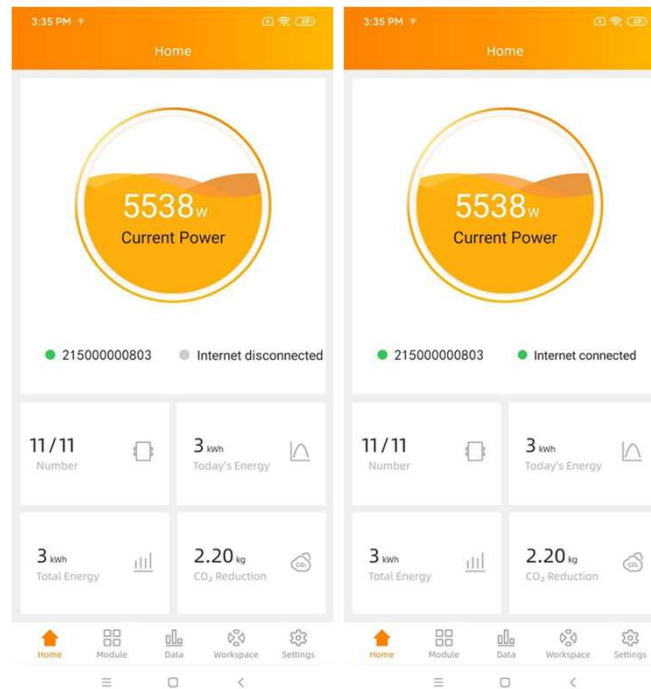 3:35 PM
Home
5538w
Current Power
215000000803
Internet disconnected
11/11
Number
3 kWh
Today's Energy
3 kWh
Total Energy
2.20 kg
CO₂ Reduction
Home
Module
Data
Workspace
Settings
3:35 PM
Home
5538w
Current Power
215000000803
Internet connected
11/11
Number
3 kWh
Today's Energy
3 kWh
Total Energy
2.20 kg
CO₂ Reduction
Home
Module
Data
Workspace
Settings